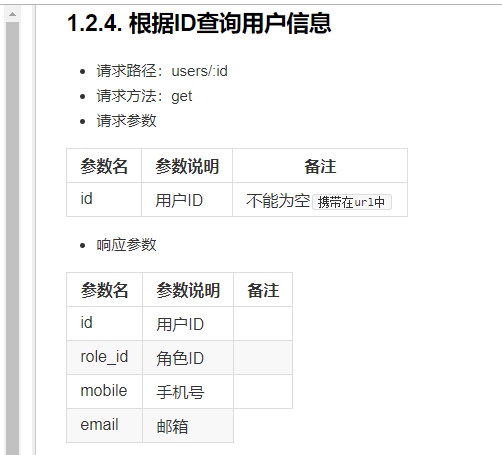 1.2.4. 根据ID查询用户信息
请求路径：users/:id
请求方法：get
请求参数
参数名 参数说明 备注
id 用户ID 不能为空 携带在url中
响应参数
参数名 参数说明 备注
id 用户ID
role_id 角色ID
mobile 手机号
email 邮箱